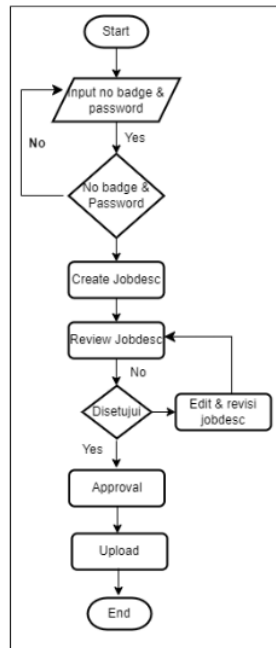 Start
Input no badge &
password
Yes
No
No badge &
Password
Create Jobdesc
Review Jobdesc
No
Disetujui
Edit & revisi
jobdesc
Yes
Approval
Upload
End